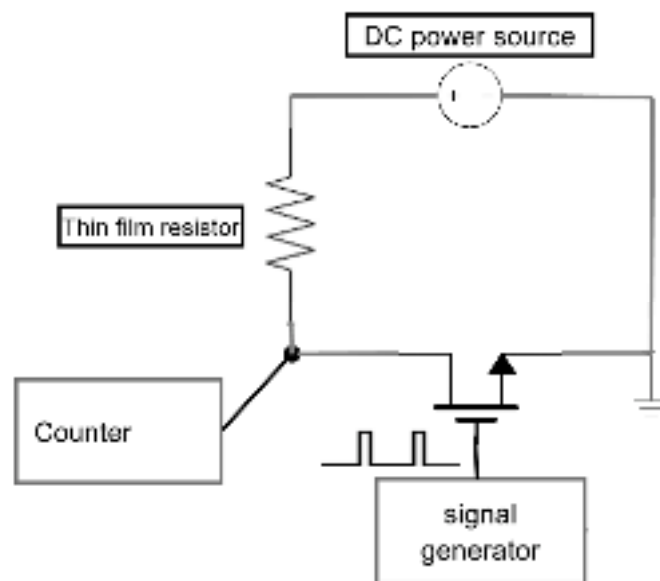 DC power source
Thin film resistor
Counter
signal
generator